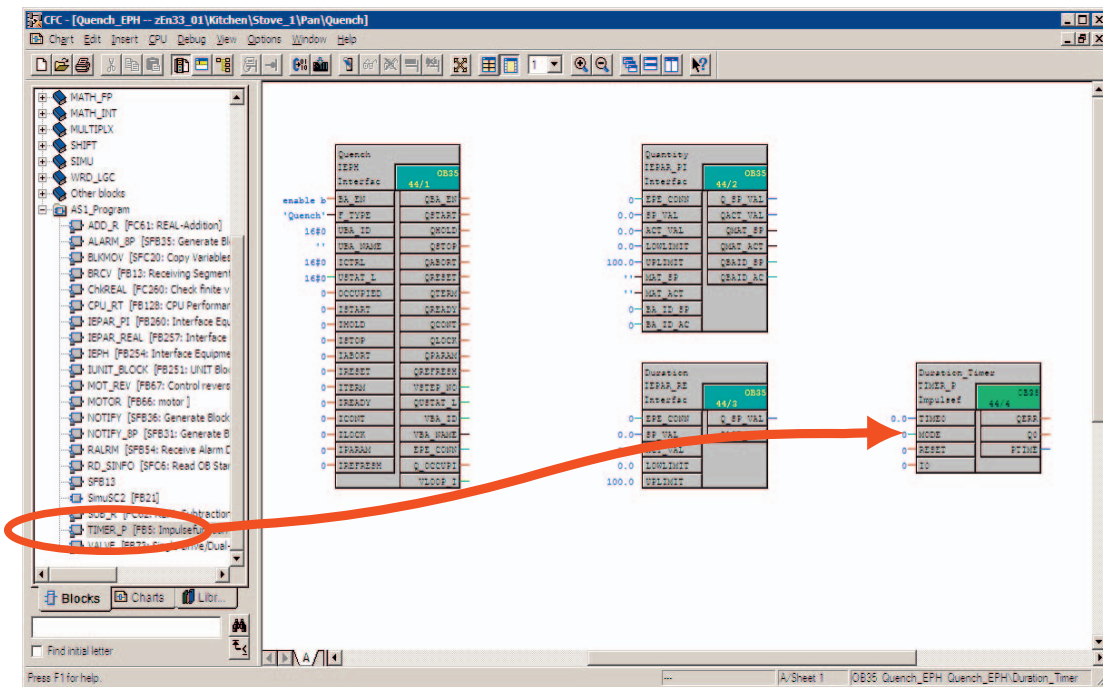 CFC - [Quench_EPH -- zEn33_01\Kitchen\Stove_1\Pan\Quench]
Chart Edit Insert CPU Debug View Options Window Help
1
MATH_FP
MATH_INT
MULTIPLX
SHIFT
SIMU
WRD_LGC
Other blocks
AS1_Program
ADD_R [FC61: REAL-Addition]
ALARM_8P [SFB35: Generate Bl
BLKMOV [SFC20: Copy Variables
BRCV [FB13: Receiving Segment
ChkREAL [FC260: Check finite v
CPU_RT [FB128: CPU Performar
IEPAR_PI [FB260: Interface Equ
IEPAR_REAL [FB257: Interface
IEPH [FB254: Interface Equipme
IUNIT_BLOCK [FB251: UNIT Blo
MOT_REV [FB67: Control revers
MOTOR [FB66: motor ]
NOTIFY [SFB36: Generate Block
NOTIFY_8P [SFB31: Generate B
RALRM [SFB54: Receive Alarm D
RD_SINFO [SFC6: Read OB Star
SFB13
SimuSC2 [FB21]
TIMER_P [FB5: Impulsefun
Blocks Charts Libr...
Find initial letter
Quench
IEPH OB35
Interfac 44/1
enable b BA_EN QBA_EN
'Quench' F_TYPE QSTART
16#0 UBA_ID QHOLD
'' UBA_NAME QSTOP
16#0 ICTRL QABORT
16#0 USTAT_L QRESET
0 OCCUPIED QTERM
0 ISTART QREADY
0 IHOLD QCONT
0 ISTOP QLOCK
0 IABORT QPARAM
0 IRESET QREFRESH
0 ITERM VSTEP_NO
0 IREADY QUSTAT_L
0 ICONT VBA_ID
0 ILOCK VBA_NAME
0 IPARAM EPE_CONN
0 IREFRESH Q_OCCUPI
VLOOP_I
Quantity
IEPAR_PI OB35
Interfac 44/2
0 EPE_CONN Q_SP_VAL
0.0 SP_VAL QACT_VAL
0.0 ACT_VAL QMAT_SP
0.0 LOWLIMIT QMAT_ACT
100.0 UPLIMIT QBAID_SP
'' MAT_SP QBAID_AC
'' MAT_ACT
0 BA_ID_SP
0 BA_ID_AC
Duration
IEPAR_RE OB35
Interfac 44/3
0 EPE_CONN Q_SP_VAL
0.0 SP_VAL
0.0 LOWLIMIT
100.0 UPLIMIT
Duration_Timer
TIMER_P OB35
Impulsef 44/4
0.0 TIME0 QERR
0 MODE Q0
0 RESET PTIME
0 I0
A
Press F1 for help.
---
A/Sheet 1
OB35 Quench_EPH Quench_EPH\Duration_Timer